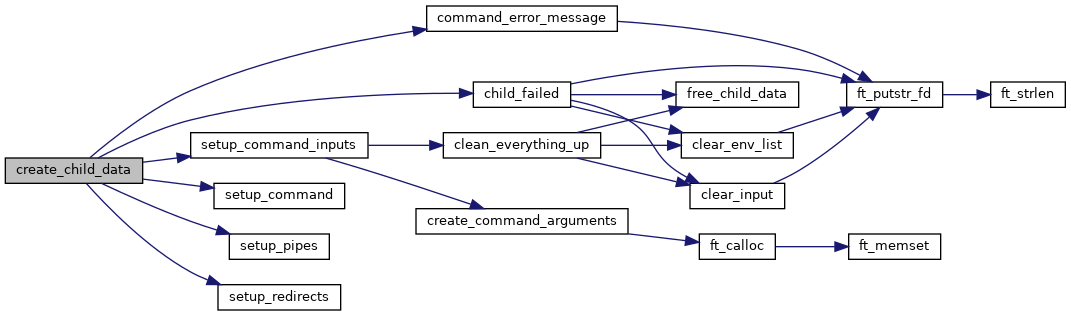 command_error_message
child_failed
free_child_data
ft_putstr_fd
ft_strlen
setup_command_inputs
clean_everything_up
clear_env_list
create_child_data
setup_command
clear_input
create_command_arguments
setup_pipes
ft_calloc
ft_memset
setup_redirects